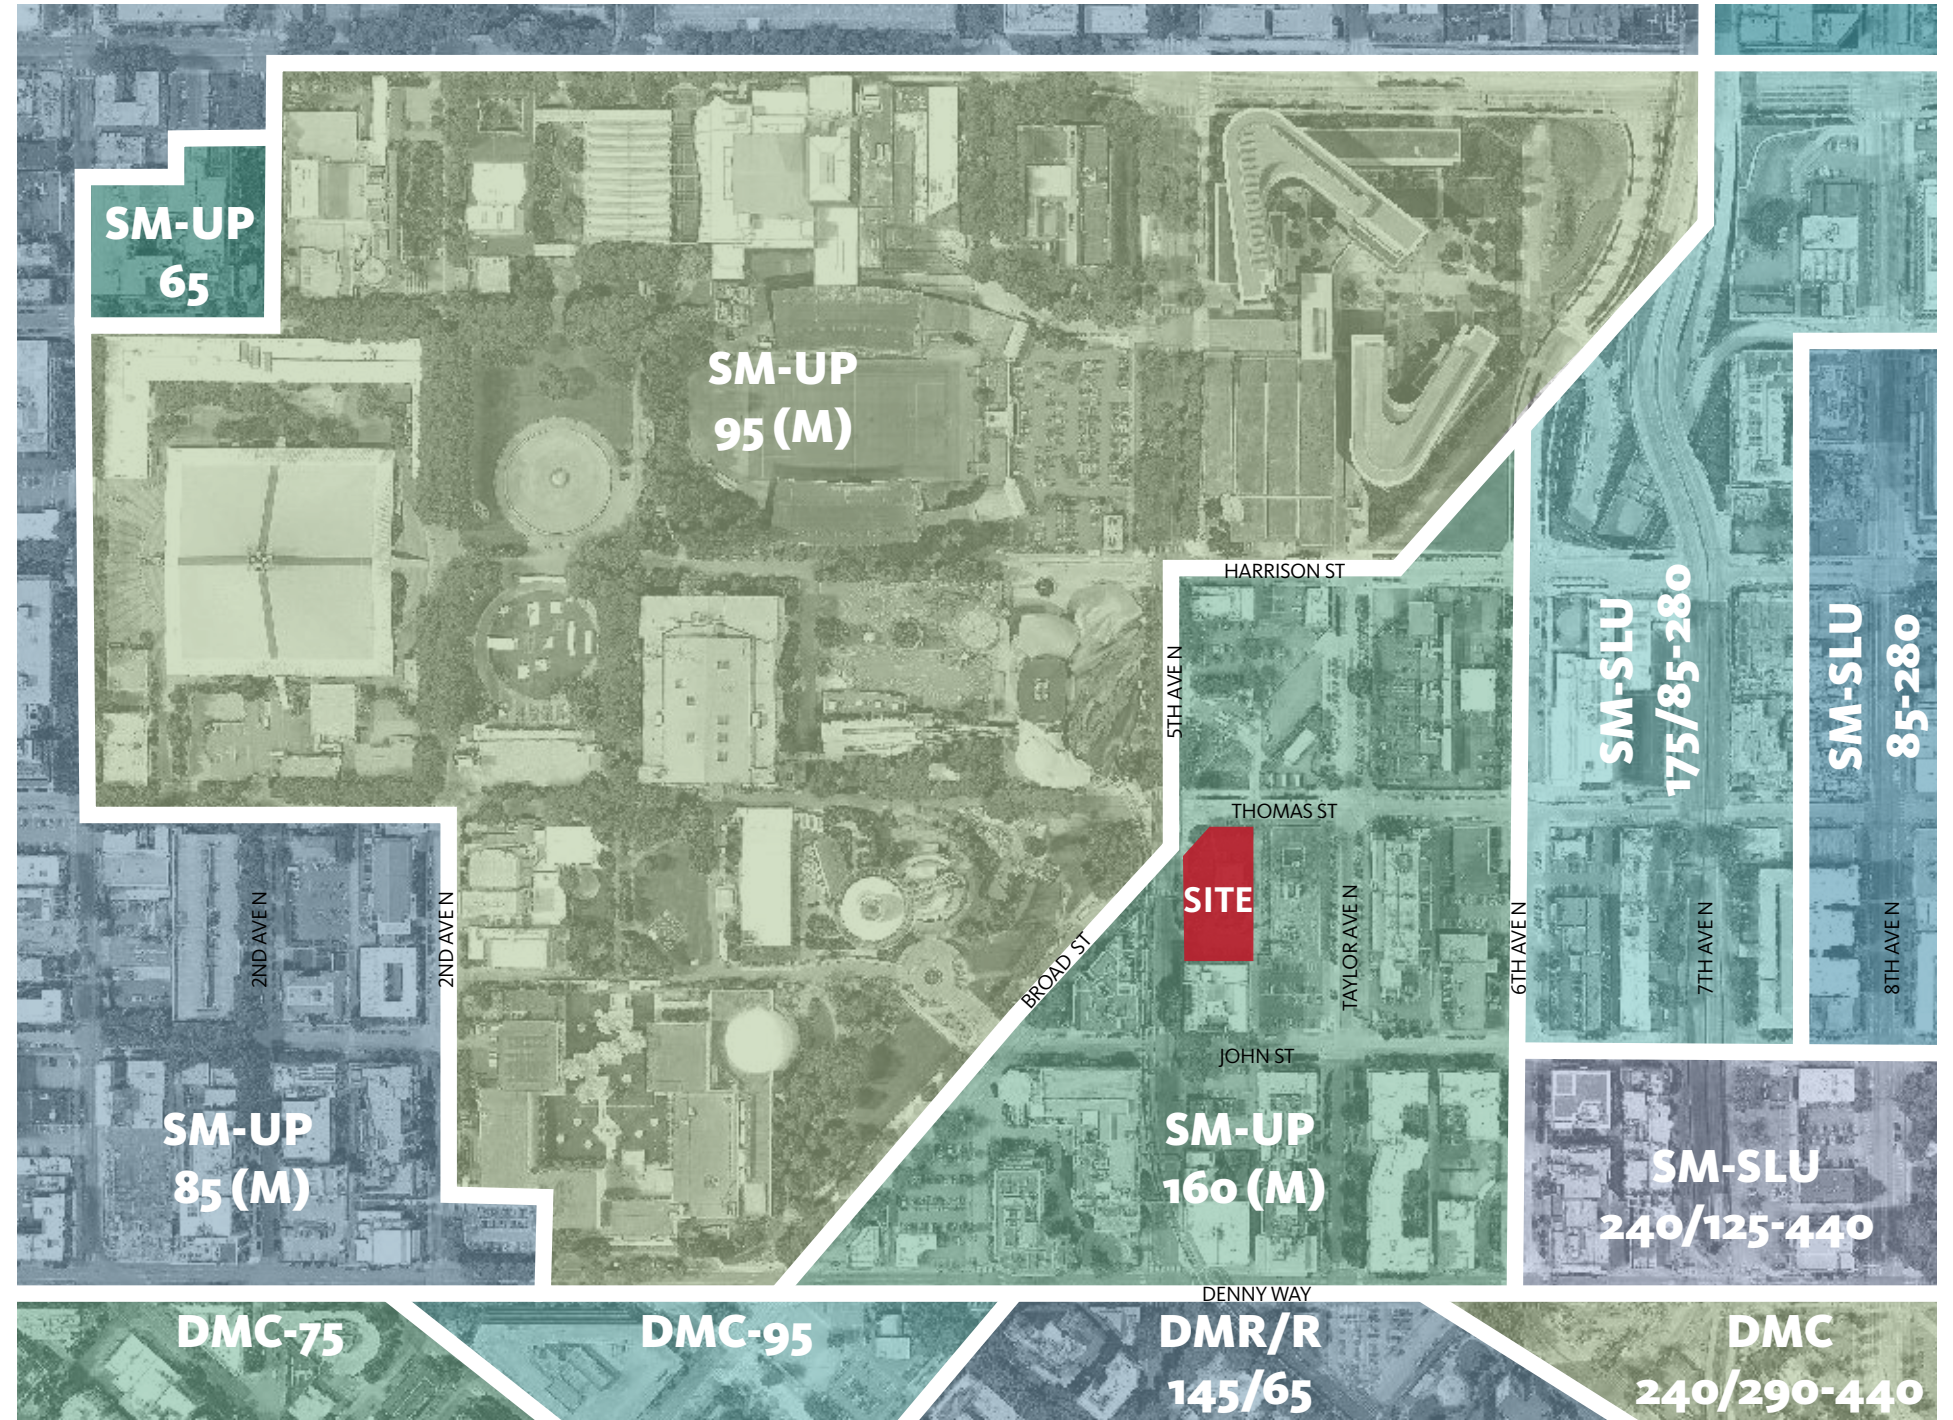 SM-UP
65
SM-UP
95 (M)
HARRISON ST
5TH AVE N
SM-SLU
175/85-280
SM-SLU
85-280
THOMAS ST
SITE
2ND AVE N
2ND AVE N
BROAD ST
TAYLOR AVE N
6TH AVE N
7TH AVE N
8TH AVE N
JOHN ST
SM-UP
85 (M)
SM-UP
160 (M)
SM-SLU
240/125-440
DENNY WAY
DMC-75
DMC-95
DMR/R
145/65
DMC
240/290-440